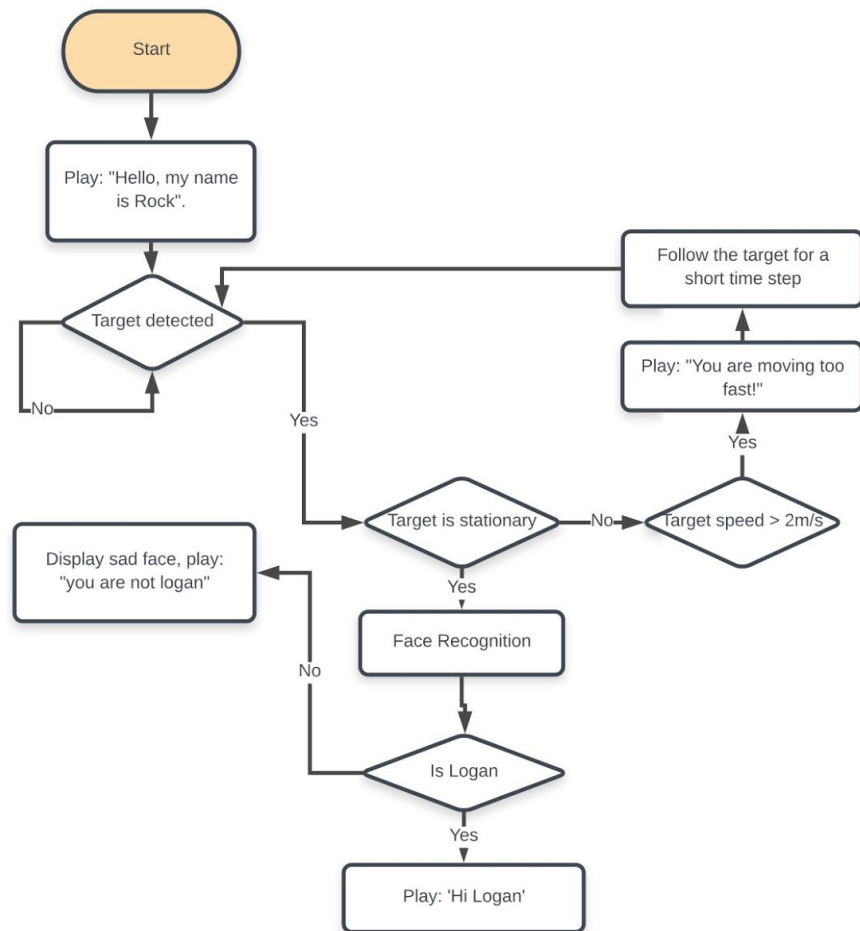 Start
Play: "Hello, my name
is Rock".
Follow the target for a
short time step
Target detected
Play: "You are moving too
fast!"
No
Yes
Yes
Target is stationary
No
Target speed > 2m/s
Display sad face, play:
"you are not logan"
Yes
Face Recognition
No
Is Logan
Yes
Play: 'Hi Logan'